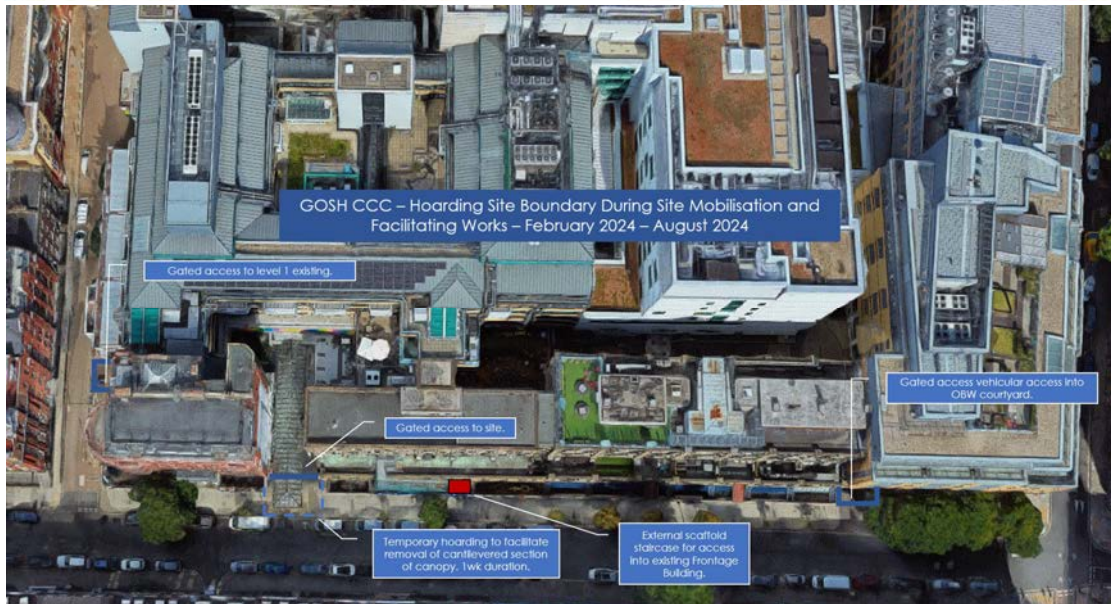 GOSH CCC – Hoarding Site Boundary During Site Mobilisation and
Facilitating Works – February 2024 – August 2024
Gated access to level 1 existing.
Gated access vehicular access into
OBW courtyard.
Gated access to site.
Temporary hoarding to facilitate
removal of cantilevered section
of canopy. 1wk duration.
External scaffold
staircase for access
into existing Frontage
Building.